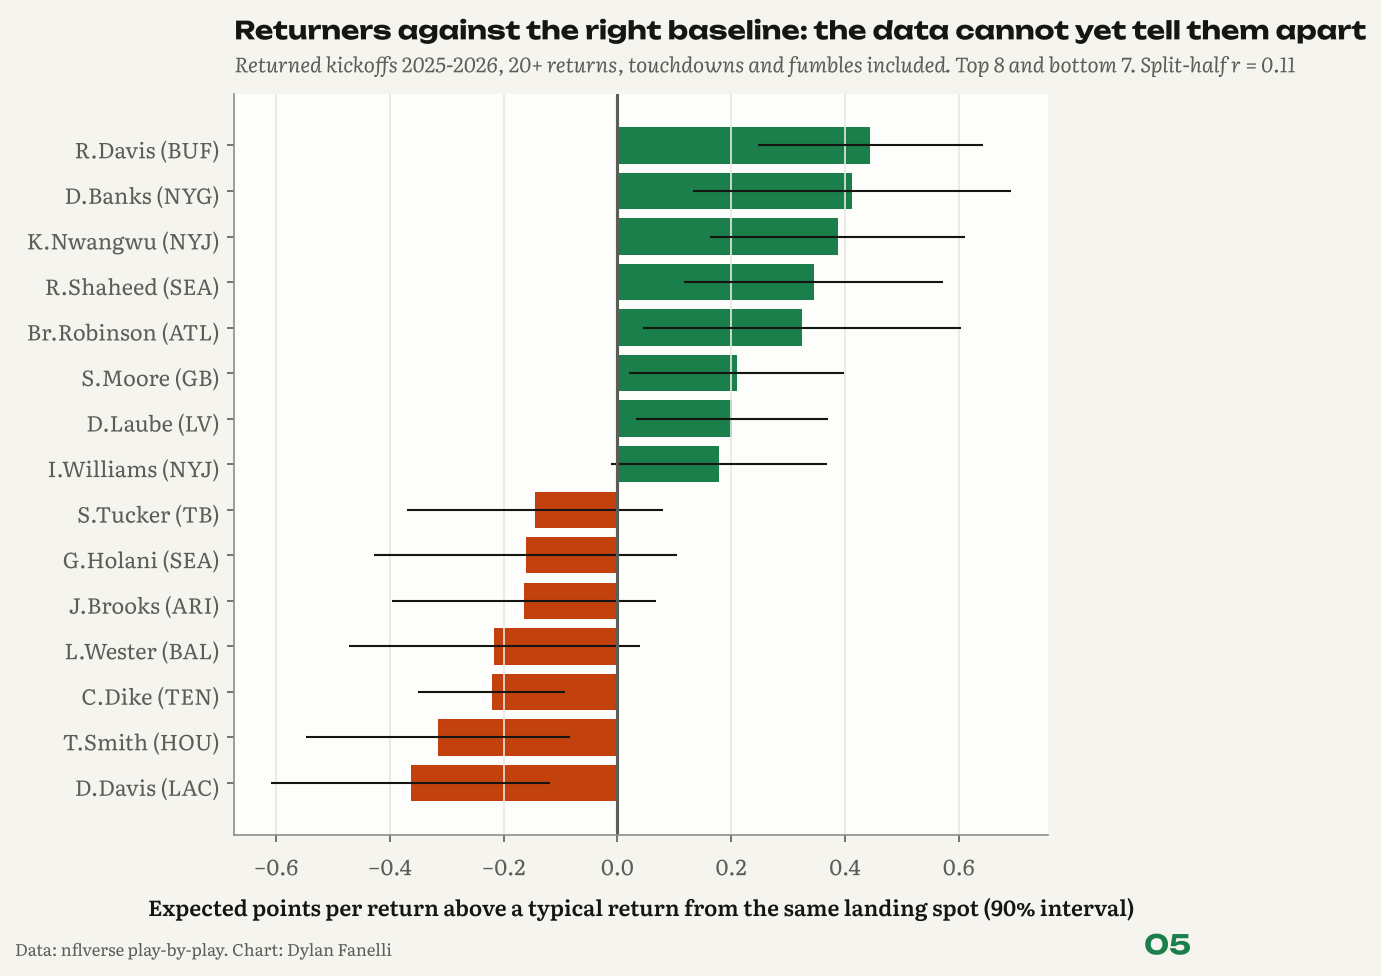 Returners against the right baseline: the data cannot yet tell them apart
Returned kickoffs 2025-2026, 20+ returns, touchdowns and fumbles included. Top 8 and bottom 7. Split-half r = 0.11
R.Davis (BUF)
D.Banks (NYG)
K.Nwangwu (NYJ)
R.Shaheed (SEA)
Br.Robinson (ATL)
S.Moore (GB)
D.Laube (LV)
I.Williams (NYJ)
S.Tucker (TB)
G.Holani (SEA)
J.Brooks (ARI)
L.Wester (BAL)
C.Dike (TEN)
T.Smith (HOU)
D.Davis (LAC)
−0.6 −0.4 −0.2 0.0 0.2 0.4 0.6
Expected points per return above a typical return from the same landing spot (90% interval)
Data: nflverse play-by-play. Chart: Dylan Fanelli
05